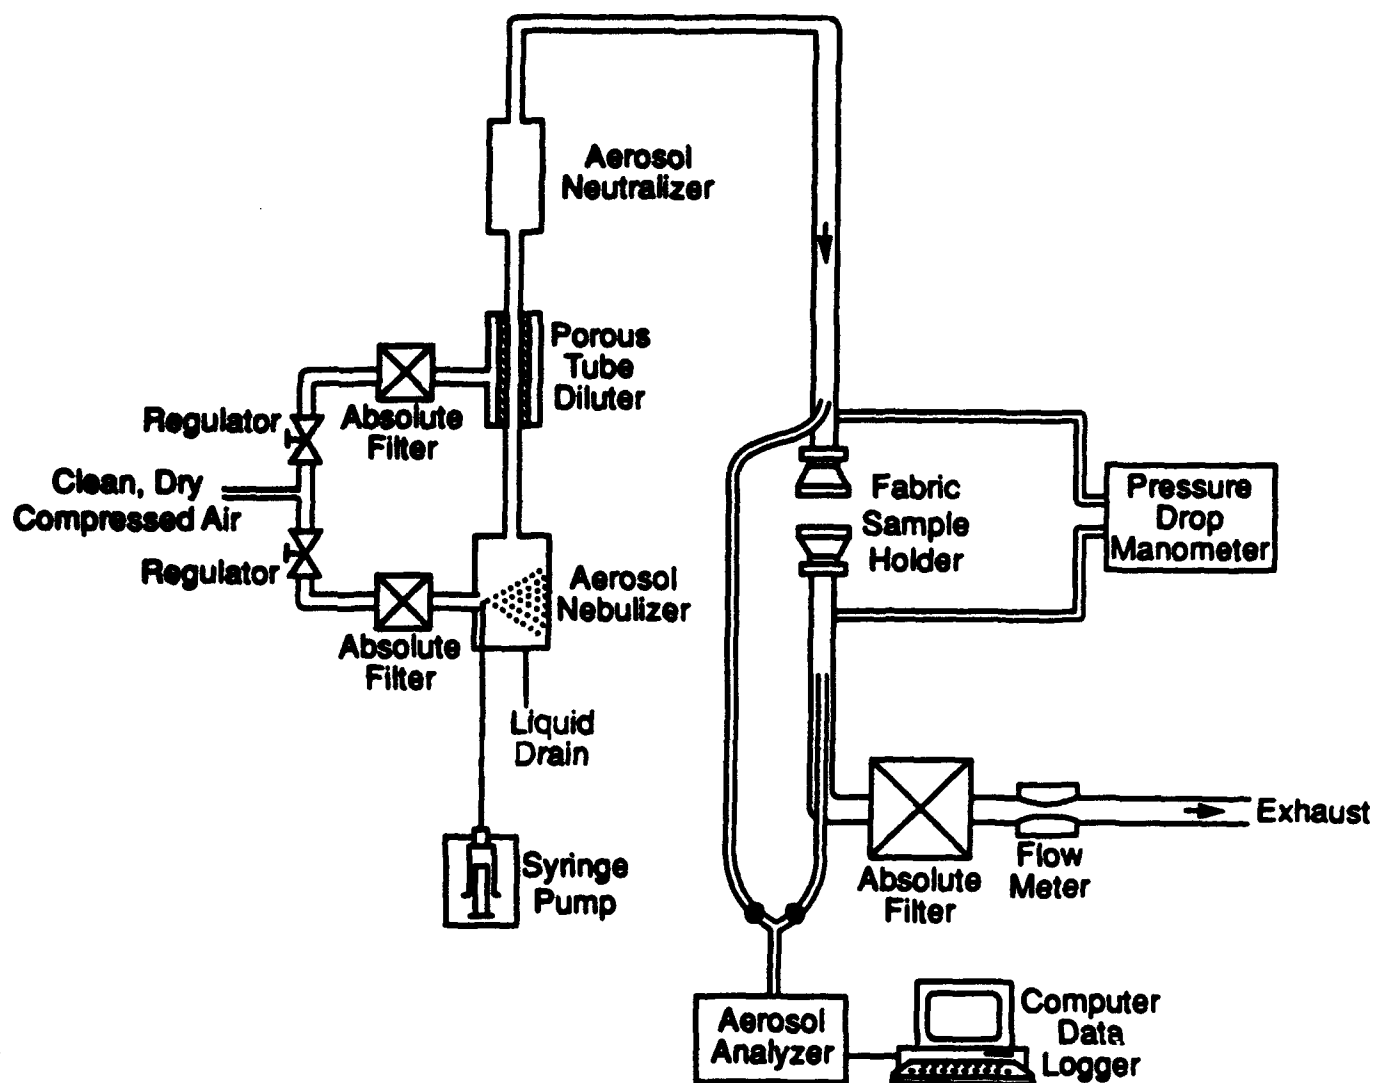 Aerosol
Neutralizer
Porous
Tube
Diluter
Absolute
Filter
Regulator
Clean, Dry
Compressed Air
Regulator
Absolute
Filter
Aerosol
Nebulizer
Liquid
Drain
Syringe
Pump
Fabric
Sample
Holder
Pressure
Drop
Manometer
Exhaust
Flow
Meter
Absolute
Filter
Aerosol
Analyzer
Computer
Data
Logger